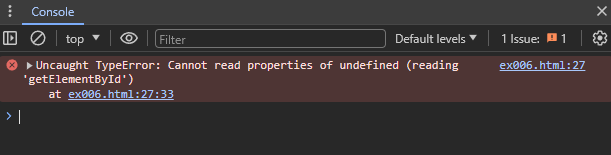 Console
top
Filter
Default levels
1 Issue: 1
Uncaught TypeError: Cannot read properties of undefined (reading ex006.html:27
'getElementById')
at ex006.html:27:33